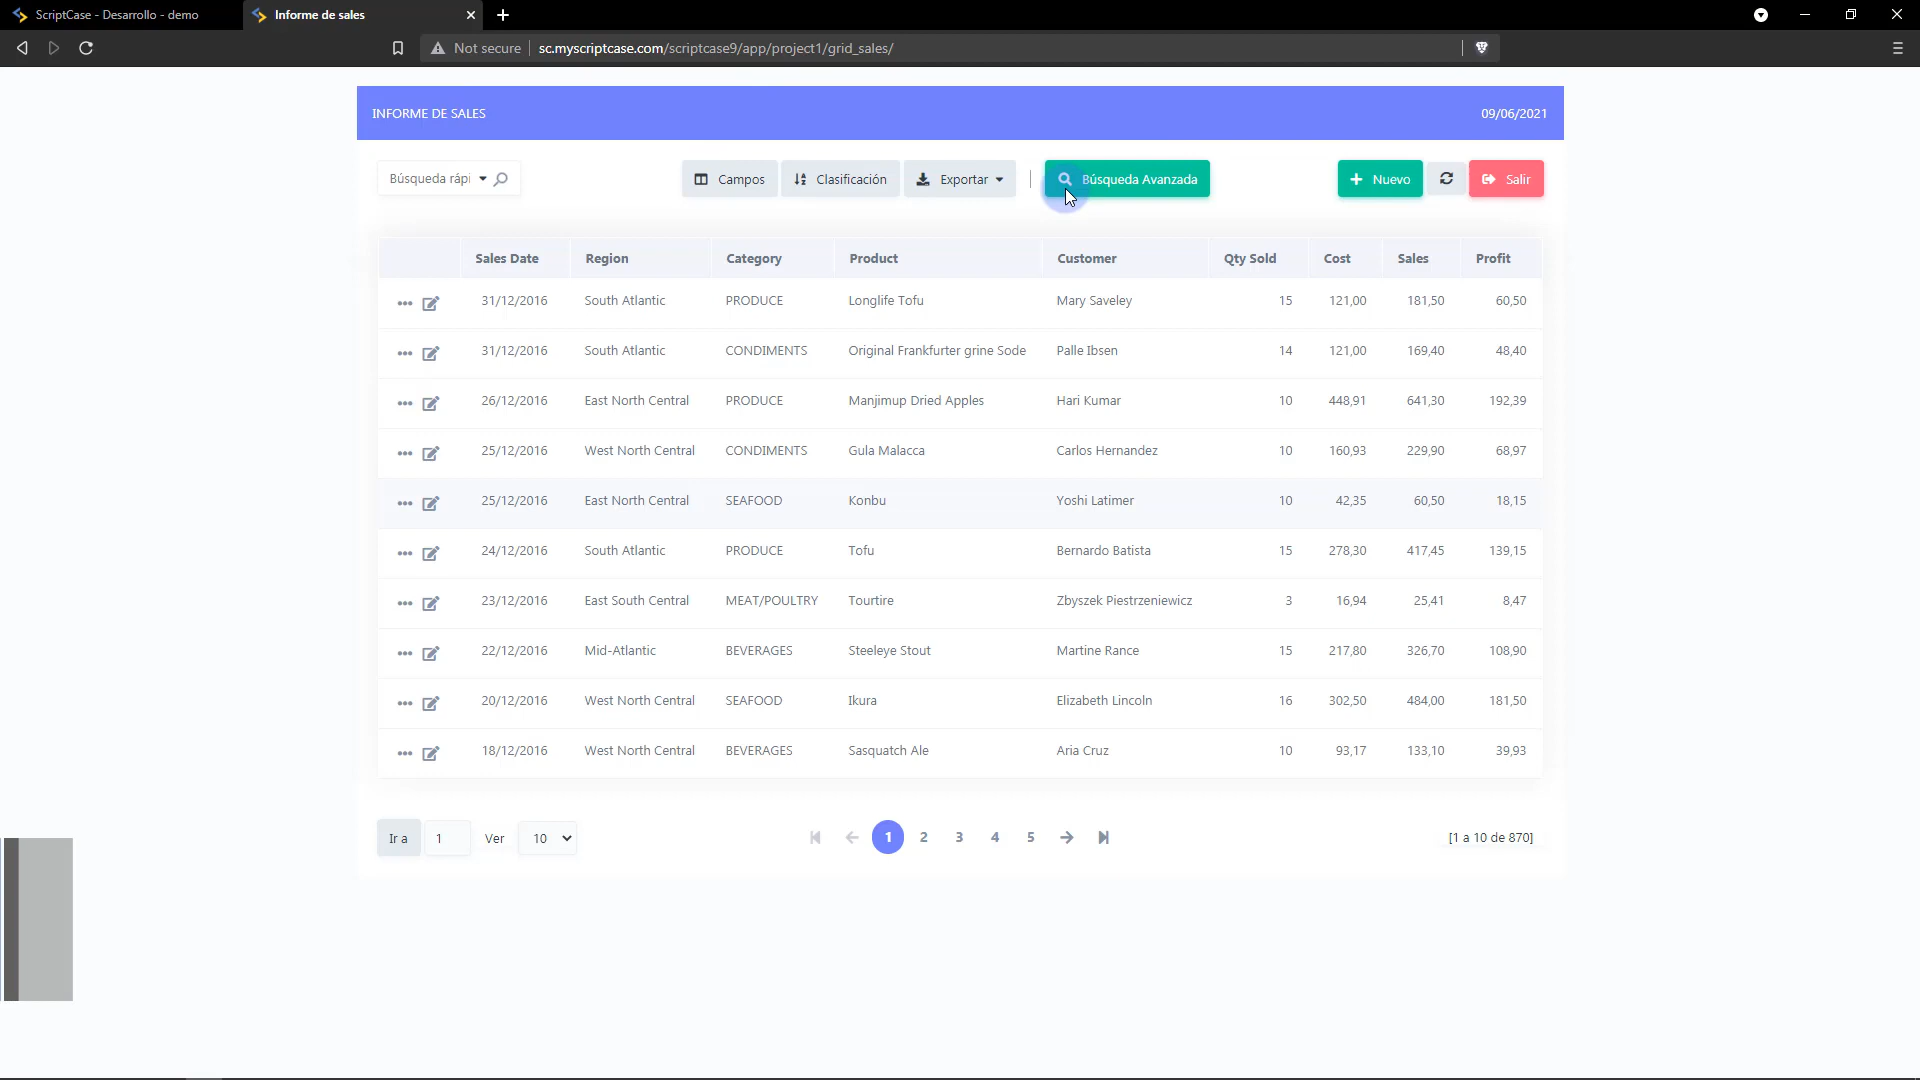 ScriptCase - Desarrollo - demo
Informe de sales
Not secure
sc.myscriptcase.com/scriptcase9/app/project1/grid_sales/
INFORME DE SALES
09/06/2021
Búsqueda rápi
Campos
Clasificación
Exportar
Búsqueda Avanzada
Nuevo
Salir
Sales Date Region Category Product Customer Qty Sold Cost Sales Profit
31/12/2016 South Atlantic PRODUCE Longlife Tofu Mary Saveley 15 121,00 181,50 60,50
31/12/2016 South Atlantic CONDIMENTS Original Frankfurter grine Sode Palle Ibsen 14 121,00 169,40 48,40
26/12/2016 East North Central PRODUCE Manjimup Dried Apples Hari Kumar 10 448,91 641,30 192,39
25/12/2016 West North Central CONDIMENTS Gula Malacca Carlos Hernandez 10 160,93 229,90 68,97
25/12/2016 East North Central SEAFOOD Konbu Yoshi Latimer 10 42,35 60,50 18,15
24/12/2016 South Atlantic PRODUCE Tofu Bernardo Batista 15 278,30 417,45 139,15
23/12/2016 East South Central MEAT/POULTRY Tourtire Zbyszek Piestrzeniewicz 3 16,94 25,41 8,47
22/12/2016 Mid-Atlantic BEVERAGES Steeleye Stout Martine Rance 15 217,80 326,70 108,90
20/12/2016 West North Central SEAFOOD Ikura Elizabeth Lincoln 16 302,50 484,00 181,50
18/12/2016 West North Central BEVERAGES Sasquatch Ale Aria Cruz 10 93,17 133,10 39,93
Ir a 1 Ver 10
1 2 3 4 5
[1 a 10 de 870]